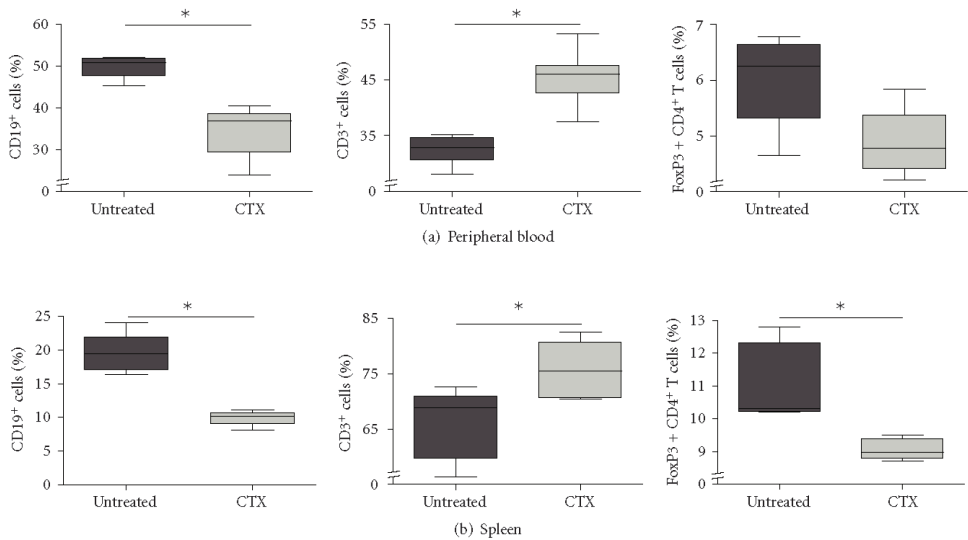 CD19+ cells (%)
60
50
40
30
0
*
Untreated
CTX
CD3+ cells (%)
55
45
35
0
*
Untreated
CTX
FoxP3 + CD4+ T cells (%)
7
6
5
0
Untreated
CTX
(a) Peripheral blood
CD19+ cells (%)
25
20
15
10
5
0
*
Untreated
CTX
CD3+ cells (%)
85
75
65
0
*
Untreated
CTX
FoxP3 + CD4+ T cells (%)
13
12
11
10
9
0
*
Untreated
CTX
(b) Spleen